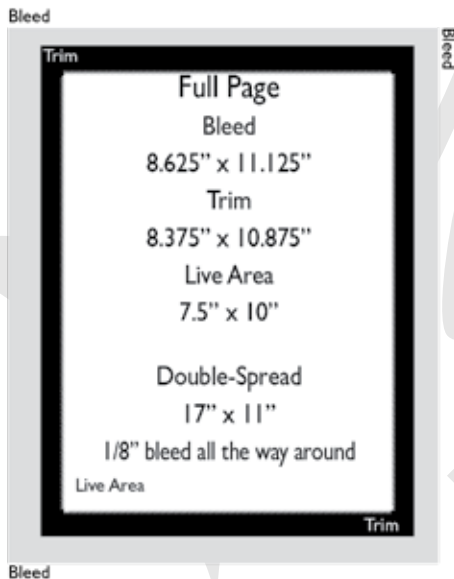 Bleed
Bleed
Trim
Full Page
Bleed
8.625” x 11.125”
Trim
8.375” x 10.875”
Live Area
7.5” x 10”
Double-Spread
17” x 11”
1/8” bleed all the way around
Live Area
Trim
Bleed